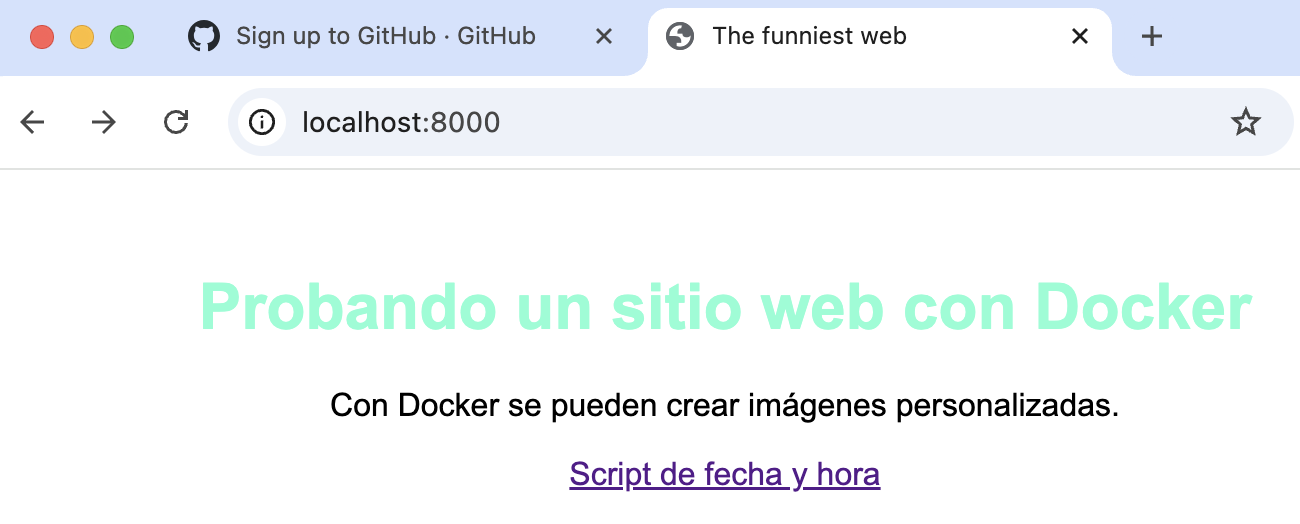 Sign up to GitHub · GitHub
The funniest web
localhost:8000
Probando un sitio web con Docker
Con Docker se pueden crear imágenes personalizadas.
Script de fecha y hora